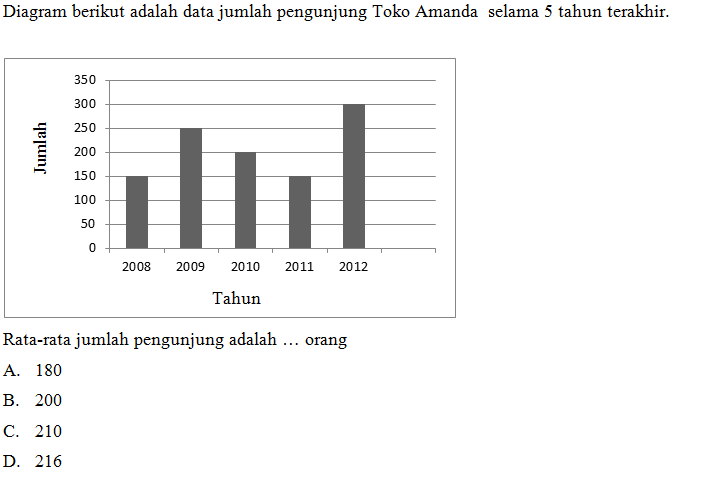 Diagram berikut adalah data jumlah pengunjung Toko Amanda selama 5 tahun terakhir.
350
300
250
200
150
100
50
0
Jumlah
2008 2009 2010 2011 2012
Tahun
Rata-rata jumlah pengunjung adalah … orang
A. 180
B. 200
C. 210
D. 216